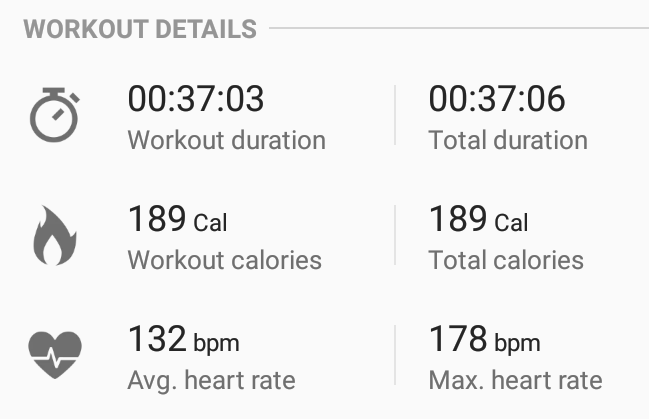 WORKOUT DETAILS
00:37:03 00:37:06
Workout duration Total duration
189 Cal 189 Cal
Workout calories Total calories
132 bpm 178 bpm
Avg. heart rate Max. heart rate